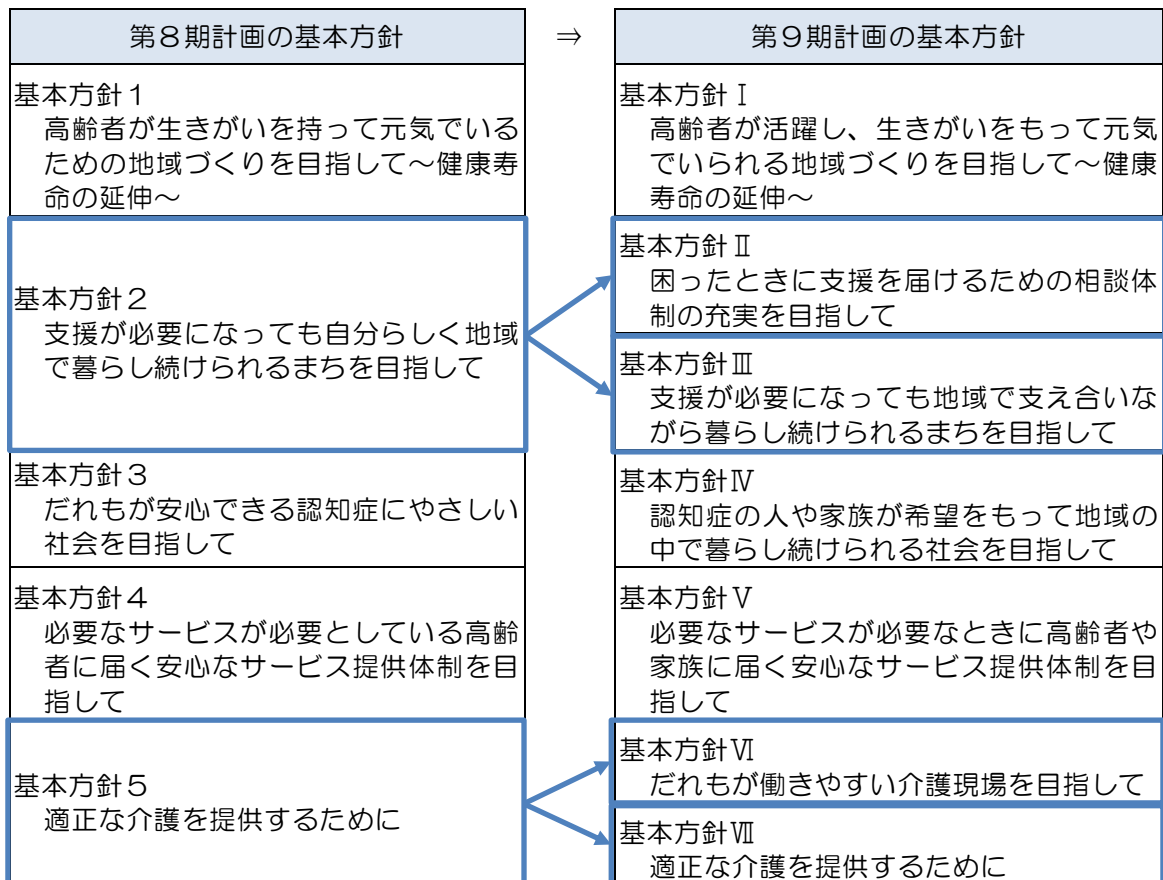 第８期計画の基本方針
⇒
第９期計画の基本方針
基本方針１
高齢者が生きがいを持って元気でいる
ための地域づくりを目指して～健康寿
命の延伸～
基本方針２
支援が必要になっても自分らしく地域
で暮らし続けられるまちを目指して
基本方針３
だれもが安心できる認知症にやさしい
社会を目指して
基本方針４
必要なサービスが必要としている高齢
者に届く安心なサービス提供体制を目
指して
基本方針５
適正な介護を提供するために
基本方針Ⅰ
高齢者が活躍し、生きがいをもって元気
でいられる地域づくりを目指して～健康
寿命の延伸～
基本方針Ⅱ
困ったときに支援を届けるための相談体
制の充実を目指して
基本方針Ⅲ
支援が必要になっても地域で支え合いな
がら暮らし続けられるまちを目指して
基本方針Ⅳ
認知症の人や家族が希望をもって地域の
中で暮らし続けられる社会を目指して
基本方針Ⅴ
必要なサービスが必要なときに高齢者や
家族に届く安心なサービス提供体制を目
指して
基本方針Ⅵ
だれもが働きやすい介護現場を目指して
基本方針Ⅶ
適正な介護を提供するために